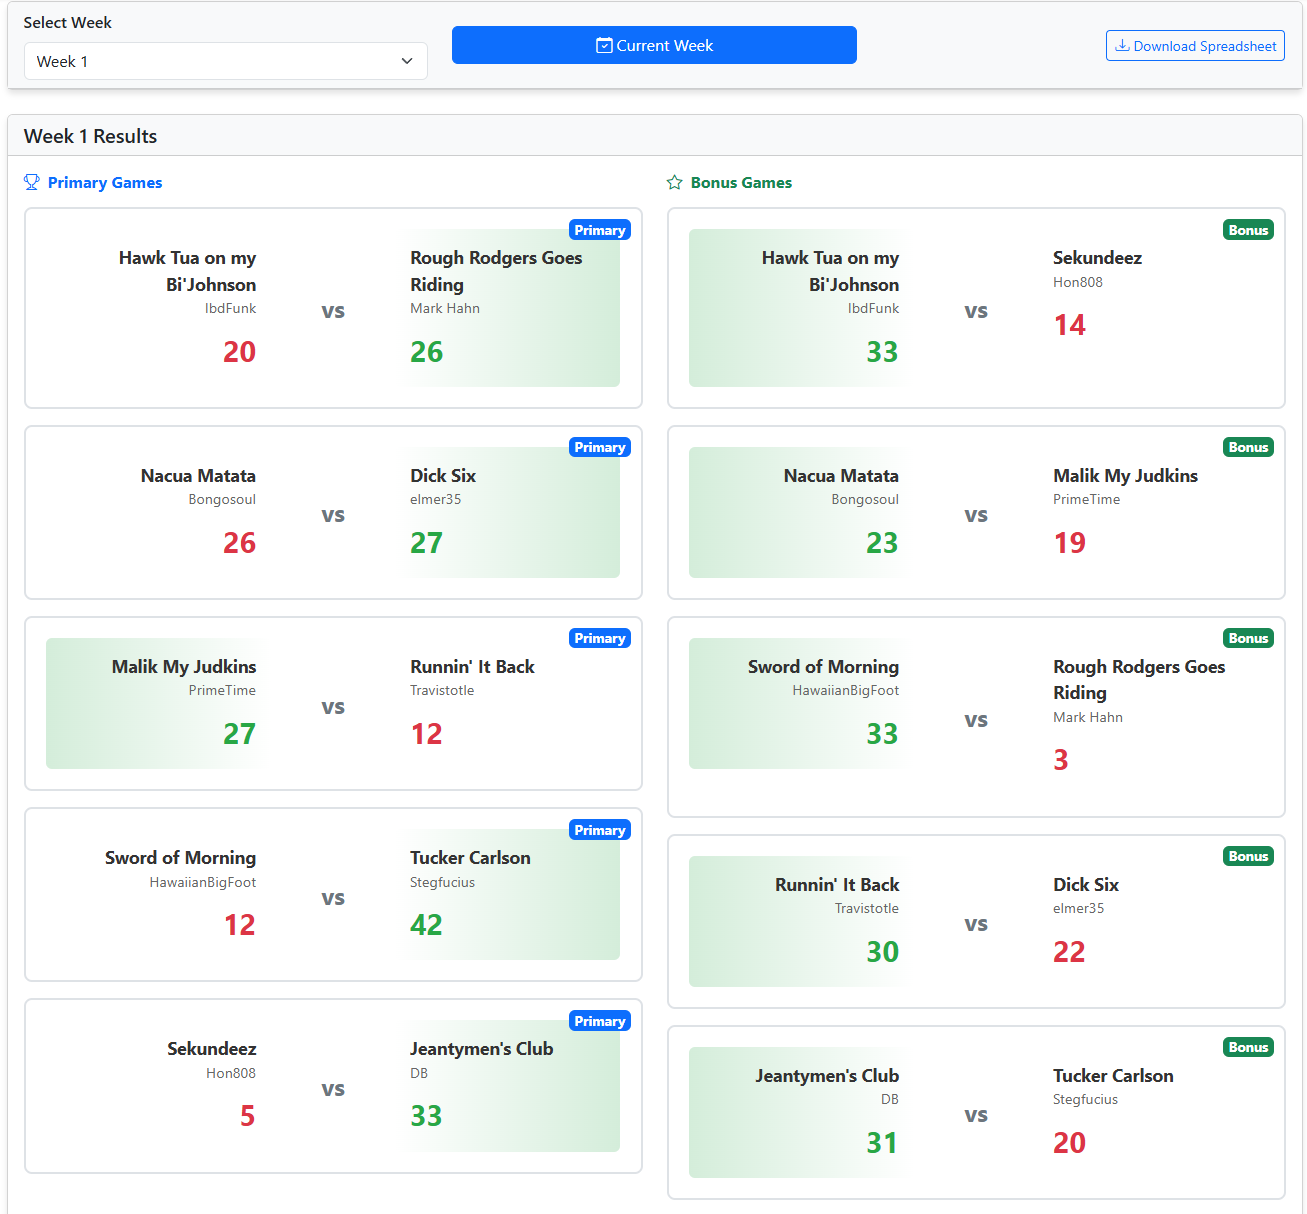 Select Week
Week 1
Current Week
Download Spreadsheet
Week 1 Results
Primary Games
Primary
Hawk Tua on my
Bi'Johnson
IbdFunk
20
vs
Rough Rodgers Goes
Riding
Mark Hahn
26
Primary
Nacua Matata
Bongosoul
26
vs
Dick Six
elmer35
27
Primary
Malik My Judkins
PrimeTime
27
vs
Runnin' It Back
Travistotle
12
Primary
Sword of Morning
HawaiianBigFoot
12
vs
Tucker Carlson
Stegfucius
42
Primary
Sekundeez
Hon808
5
vs
Jeantymen's Club
DB
33
Bonus Games
Bonus
Hawk Tua on my
Bi'Johnson
IbdFunk
33
vs
Sekundeez
Hon808
14
Bonus
Nacua Matata
Bongosoul
23
vs
Malik My Judkins
PrimeTime
19
Bonus
Sword of Morning
HawaiianBigFoot
33
vs
Rough Rodgers Goes
Riding
Mark Hahn
3
Bonus
Runnin' It Back
Travistotle
30
vs
Dick Six
elmer35
22
Bonus
Jeantymen's Club
DB
31
vs
Tucker Carlson
Stegfucius
20